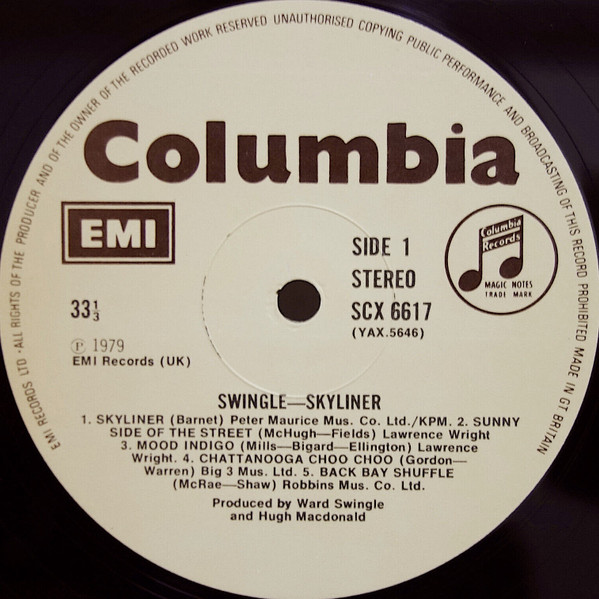 EMI RECORDS LTD · ALL RIGHTS OF THE PRODUCER AND OF THE OWNER OF THE RECORDED WORK RESERVED UNAUTHORISED COPYING PUBLIC PERFORMANCE AND BROADCASTING OF THIS RECORD PROHIBITED MADE IN GT BRITAIN
Columbia
EMI
SIDE 1
STEREO
SCX 6617
(YAX.5646)
Columbia
Records
MAGIC NOTES
TRADE MARK
33⅓
℗ 1979
EMI Records (UK)
SWINGLE—SKYLINER
1. SKYLINER (Barnet) Peter Maurice Mus. Co. Ltd./KPM. 2. SUNNY
SIDE OF THE STREET (McHugh—Fields) Lawrence Wright
3. MOOD INDIGO (Mills—Bigard—Ellington) Lawrence
Wright. 4. CHATTANOOGA CHOO CHOO (Gordon—
Warren) Big 3 Mus. Ltd. 5. BACK BAY SHUFFLE
(McRae—Shaw) Robbins Mus. Co. Ltd.
Produced by Ward Swingle
and Hugh Macdonald